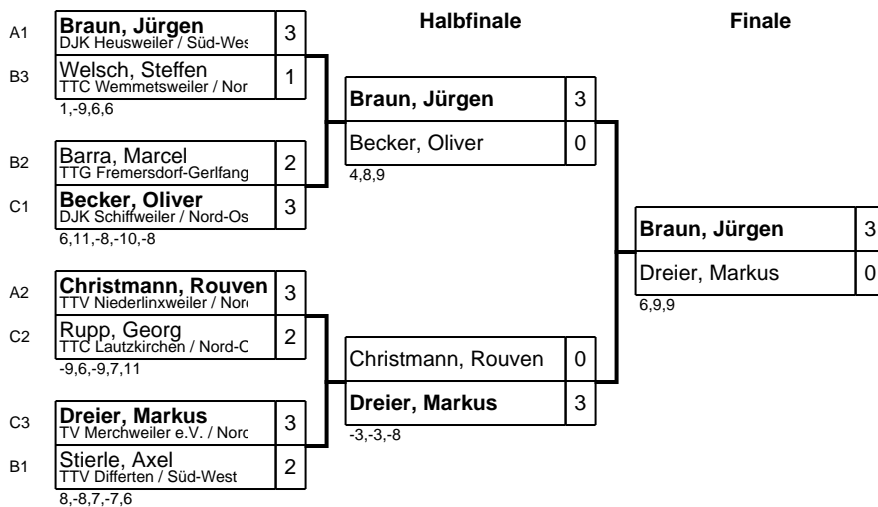 Halbfinale
Finale
A1
Braun, Jürgen
3
DJK Heusweiler / Süd-Wes
B3
Welsch, Steffen
1
TTC Wemmetsweiler / Nor
1,-9,6,6
B2
Barra, Marcel
2
TTG Fremersdorf-Gerlfang
C1
Becker, Oliver
3
DJK Schiffweiler / Nord-Os
6,11,-8,-10,-8
A2
Christmann, Rouven
3
TTV Niederlinxweiler / Nor
C2
Rupp, Georg
2
TTC Lautzkirchen / Nord-C
-9,6,-9,7,11
C3
Dreier, Markus
3
TV Merchweiler e.V. / Nord
B1
Stierle, Axel
2
TTV Differten / Süd-West
8,-8,7,-7,6
Braun, Jürgen
3
Becker, Oliver
0
4,8,9
Christmann, Rouven
0
Dreier, Markus
3
-3,-3,-8
Braun, Jürgen
3
Dreier, Markus
0
6,9,9